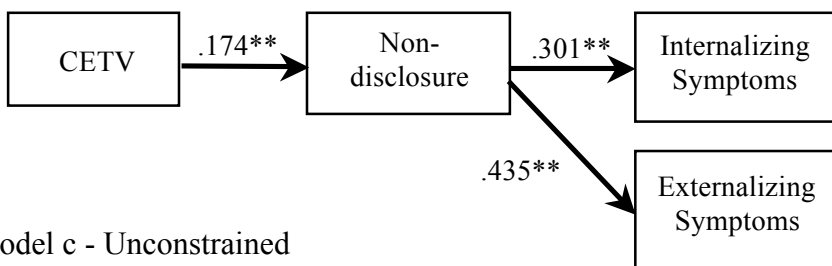 CETV
.174**
Non-
disclosure
.301**
Internalizing
Symptoms
.435**
Externalizing
Symptoms
odel c - Unconstrained